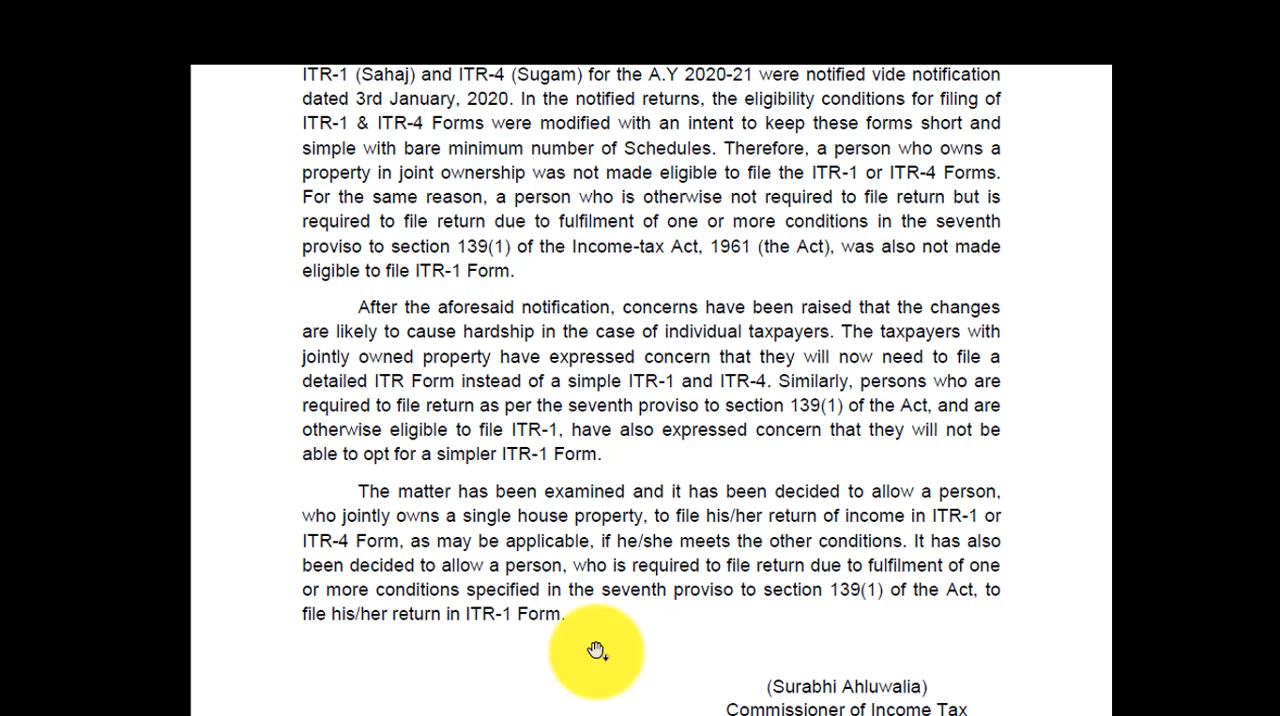 ITR-1 (Sahaj) and ITR-4 (Sugam) for the A.Y 2020-21 were notified vide notification
dated 3rd January, 2020. In the notified returns, the eligibility conditions for filing of
ITR-1 & ITR-4 Forms were modified with an intent to keep these forms short and
simple with bare minimum number of Schedules. Therefore, a person who owns a
property in joint ownership was not made eligible to file the ITR-1 or ITR-4 Forms.
For the same reason, a person who is otherwise not required to file return but is
required to file return due to fulfilment of one or more conditions in the seventh
proviso to section 139(1) of the Income-tax Act, 1961 (the Act), was also not made
eligible to file ITR-1 Form.
After the aforesaid notification, concerns have been raised that the changes
are likely to cause hardship in the case of individual taxpayers. The taxpayers with
jointly owned property have expressed concern that they will now need to file a
detailed ITR Form instead of a simple ITR-1 and ITR-4. Similarly, persons who are
required to file return as per the seventh proviso to section 139(1) of the Act, and are
otherwise eligible to file ITR-1, have also expressed concern that they will not be
able to opt for a simpler ITR-1 Form.
The matter has been examined and it has been decided to allow a person,
who jointly owns a single house property, to file his/her return of income in ITR-1 or
ITR-4 Form, as may be applicable, if he/she meets the other conditions. It has also
been decided to allow a person, who is required to file return due to fulfilment of one
or more conditions specified in the seventh proviso to section 139(1) of the Act, to
file his/her return in ITR-1 Form.
(Surabhi Ahluwalia)
Commissioner of Income Tax